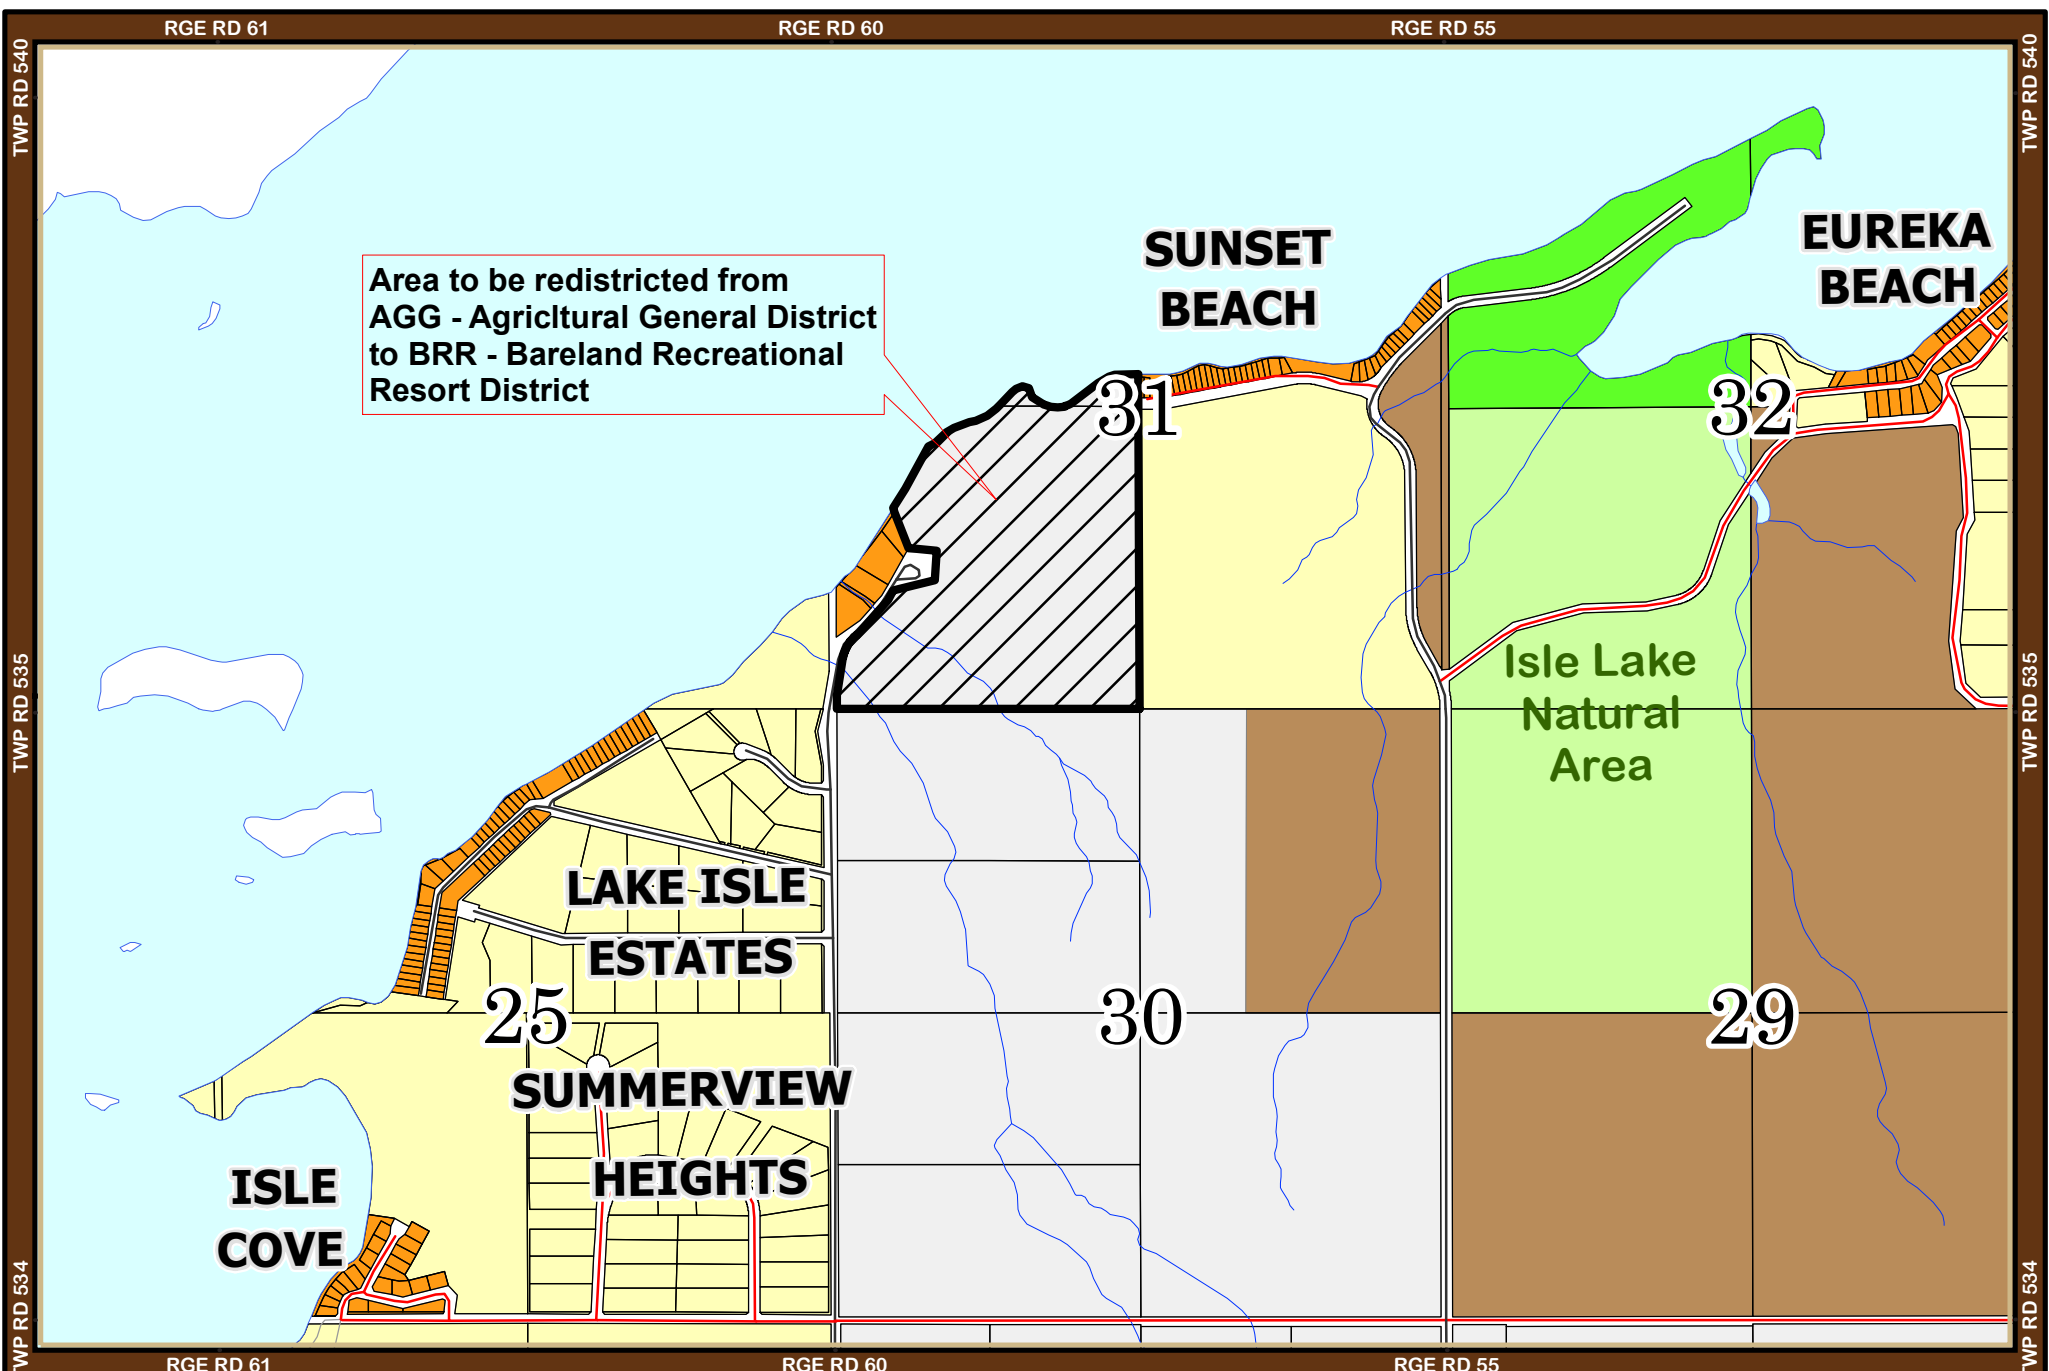 RGE RD 61
RGE RD 60
RGE RD 55
TWP RD 540
TWP RD 540
SUNSET
BEACH
EUREKA
BEACH
Area to be redistricted from
AGG - Agricltural General District
to BRR - Bareland Recreational
Resort District
31
32
TWP RD 535
TWP RD 535
Isle Lake
Natural
Area
LAKE ISLE
ESTATES
25
30
29
SUMMERVIEW
HEIGHTS
ISLE
COVE
TWP RD 534
TWP RD 534
RGE RD 61
RGE RD 60
RGE RD 55